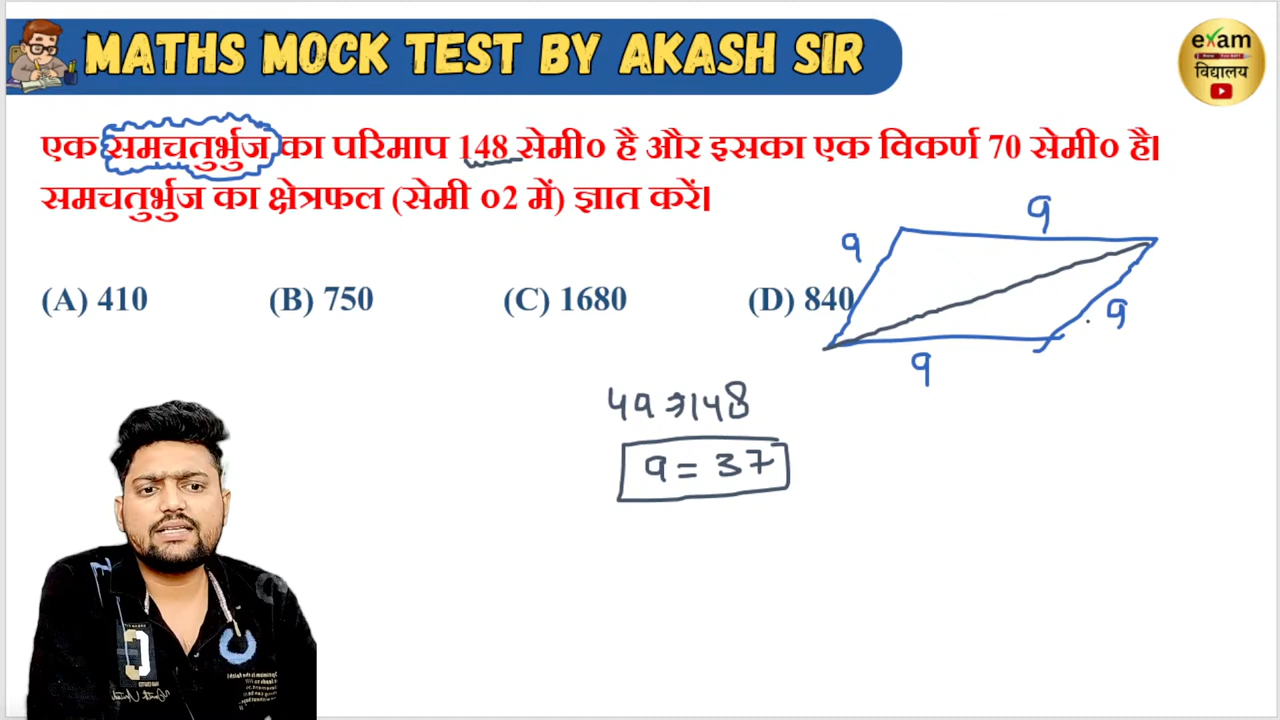 MATHS MOCK TEST BY AKASH SIR
exam
विद्यालय
एक समचतुर्भुज का परिमाप 148 सेमी० है और इसका एक विकर्ण 70 सेमी० है।
समचतुर्भुज का क्षेत्रफल (सेमी ०2 में) ज्ञात करें।
(A) 410 (B) 750 (C) 1680 (D) 840
a
a
a
a
4a ⇒ 148
a = 37